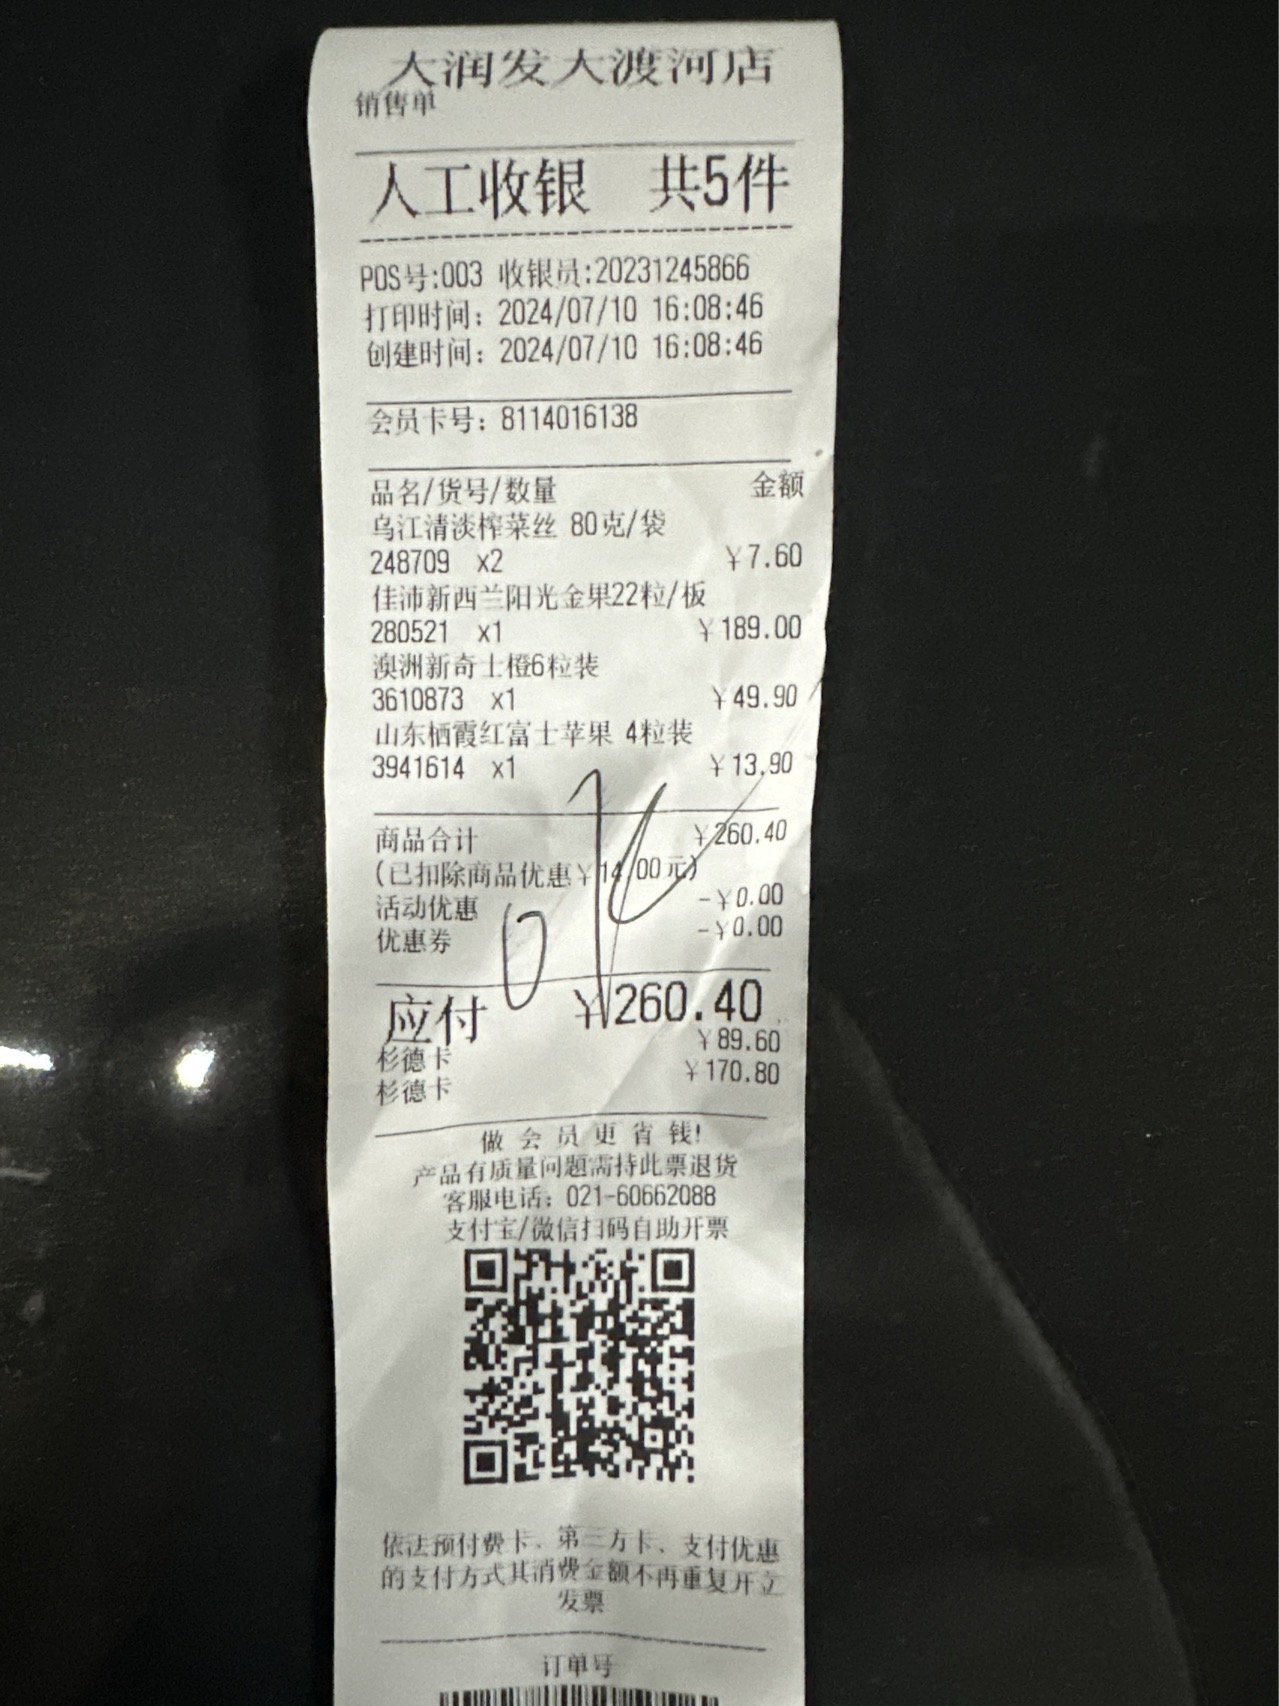 大润发大渡河店
销售单
人工收银 共5件
POS号:003 收银员:20231245866
打印时间: 2024/07/10 16:08:46
创建时间: 2024/07/10 16:08:46
会员卡号: 8114016138
品名/货号/数量 金额
乌江清淡榨菜丝 80克/袋
248709 x2 ¥7.60
佳沛新西兰阳光金果22粒/板
280521 x1 ¥189.00
澳洲新奇士橙6粒装
3610873 x1 ¥49.90
山东栖霞红富士苹果 4粒装
3941614 x1 ¥13.90
商品合计 ¥260.40
(已扣除商品优惠¥14.00元)
活动优惠 -¥0.00
优惠券 -¥0.00
应付 ¥260.40
杉德卡 ¥89.60
杉德卡 ¥170.80
做会员更省钱!
产品有质量问题需持此票退货
客服电话: 021-60662088
支付宝/微信扫码自助开票
依法预付费卡、第三方卡、支付优惠
的支付方式其消费金额不再重复开立
发票
订单号